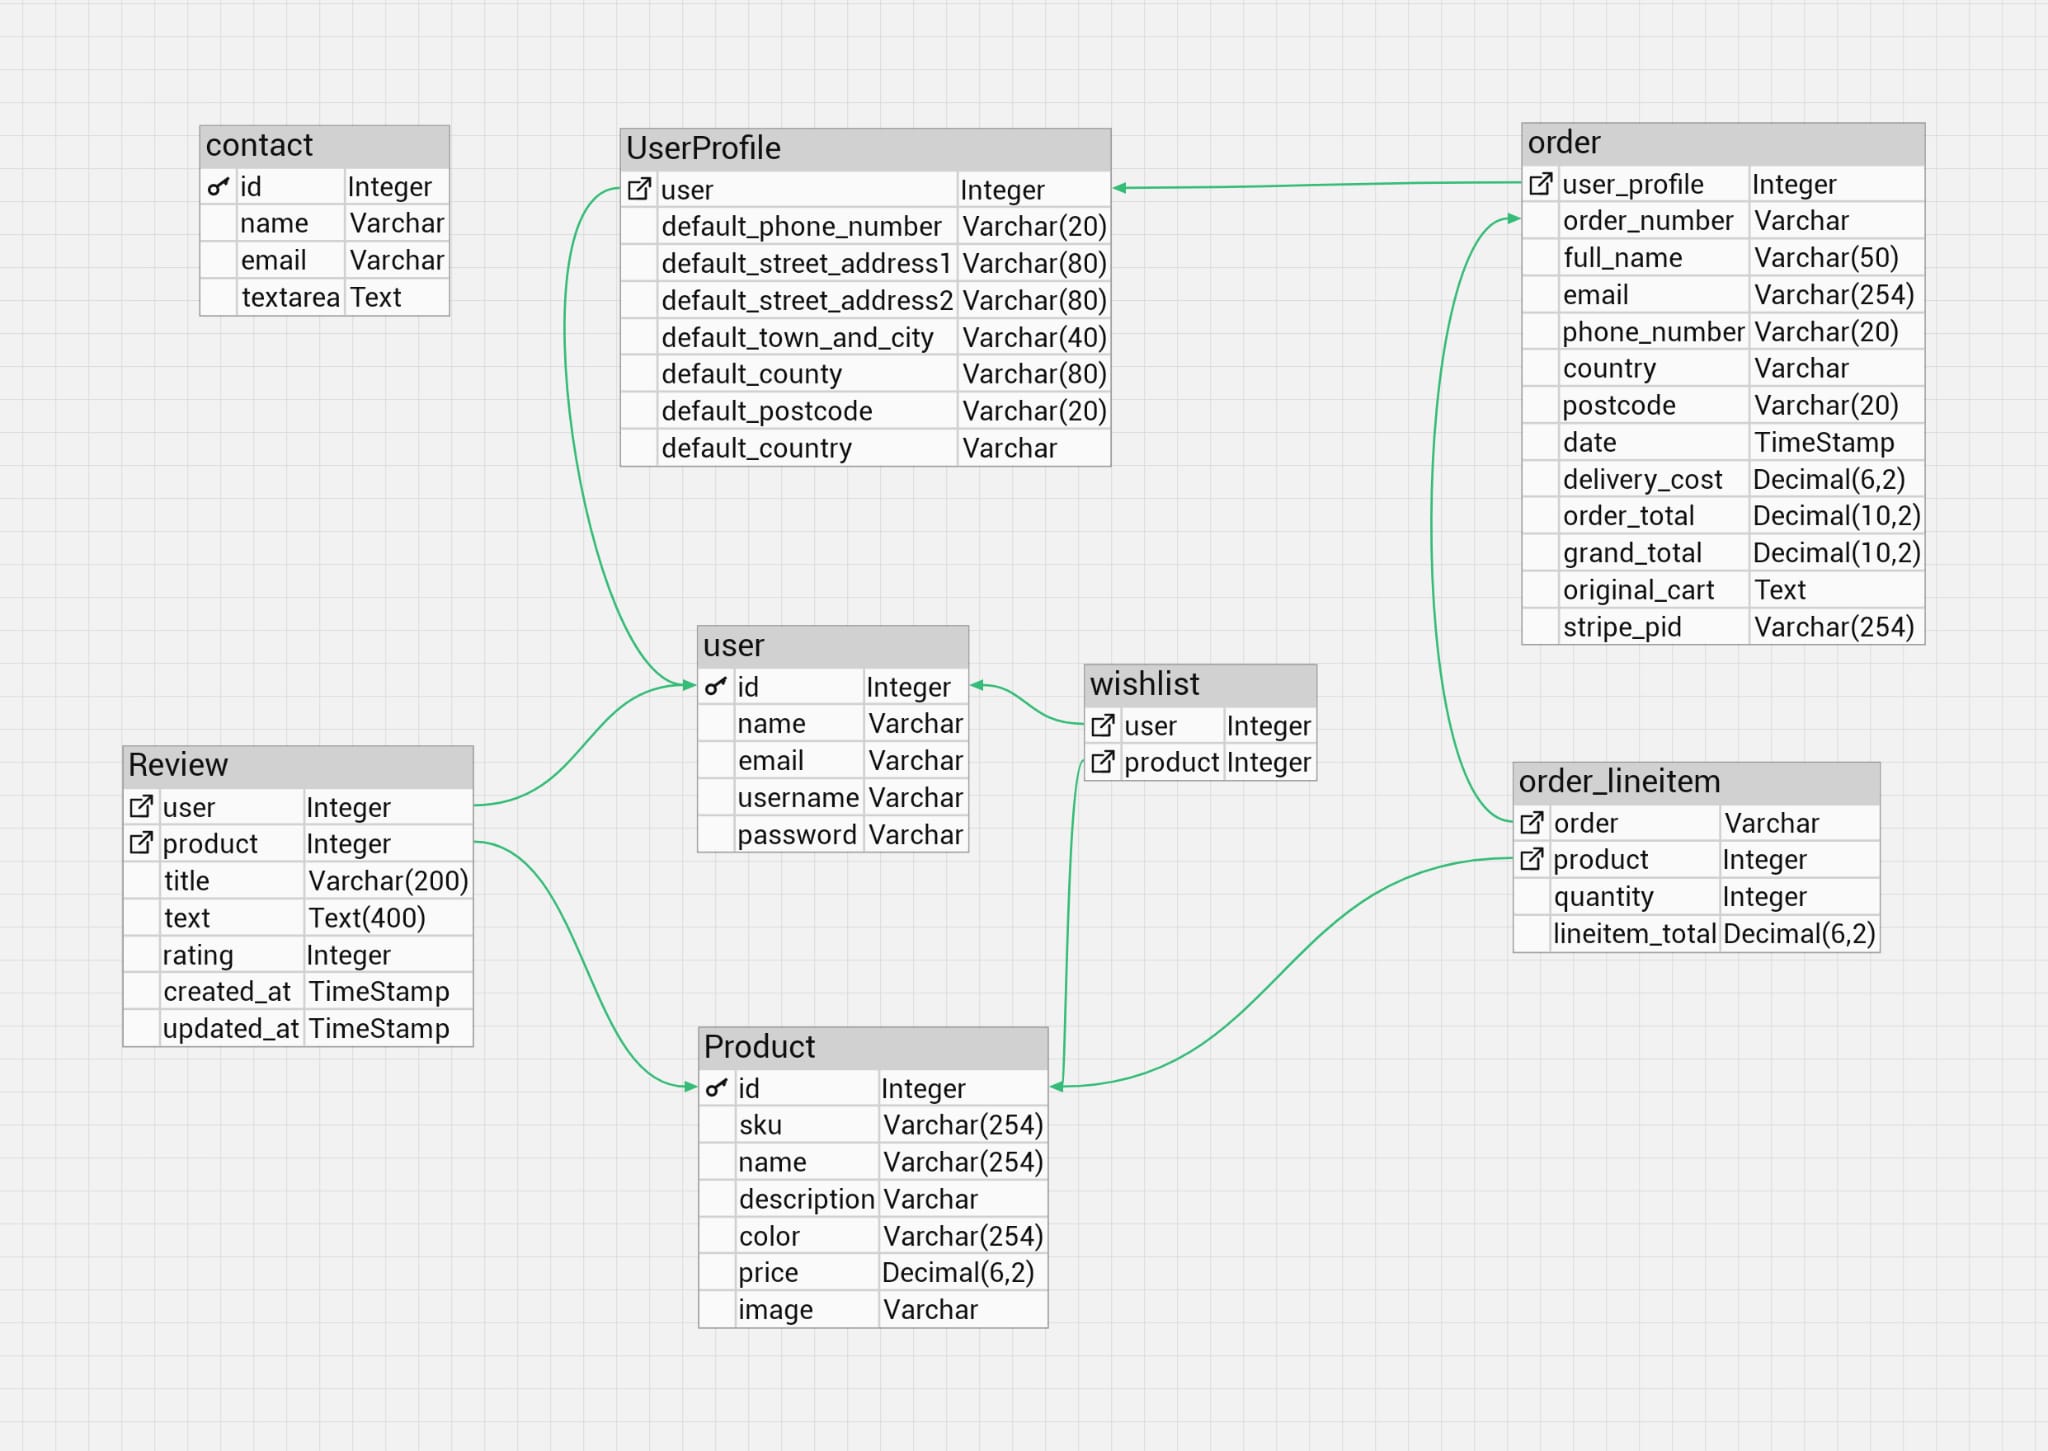 contact
id Integer
name Varchar
email Varchar
textarea Text
UserProfile
user Integer
default_phone_number Varchar(20)
default_street_address1 Varchar(80)
default_street_address2 Varchar(80)
default_town_and_city Varchar(40)
default_county Varchar(80)
default_postcode Varchar(20)
default_country Varchar
order
user_profile Integer
order_number Varchar
full_name Varchar(50)
email Varchar(254)
phone_number Varchar(20)
country Varchar
postcode Varchar(20)
date TimeStamp
delivery_cost Decimal(6,2)
order_total Decimal(10,2)
grand_total Decimal(10,2)
original_cart Text
stripe_pid Varchar(254)
user
id Integer
name Varchar
email Varchar
username Varchar
password Varchar
wishlist
user Integer
product Integer
Review
user Integer
product Integer
title Varchar(200)
text Text(400)
rating Integer
created_at TimeStamp
updated_at TimeStamp
order_lineitem
order Varchar
product Integer
quantity Integer
lineitem_total Decimal(6,2)
Product
id Integer
sku Varchar(254)
name Varchar(254)
description Varchar
color Varchar(254)
price Decimal(6,2)
image Varchar